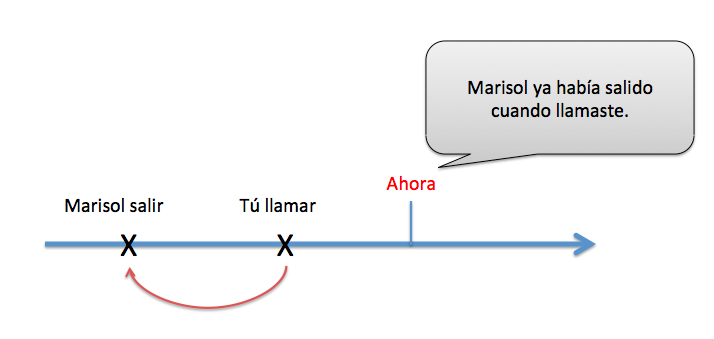 Marisol ya había salido
cuando llamaste.
Ahora
Marisol salir
Tú llamar
X
X